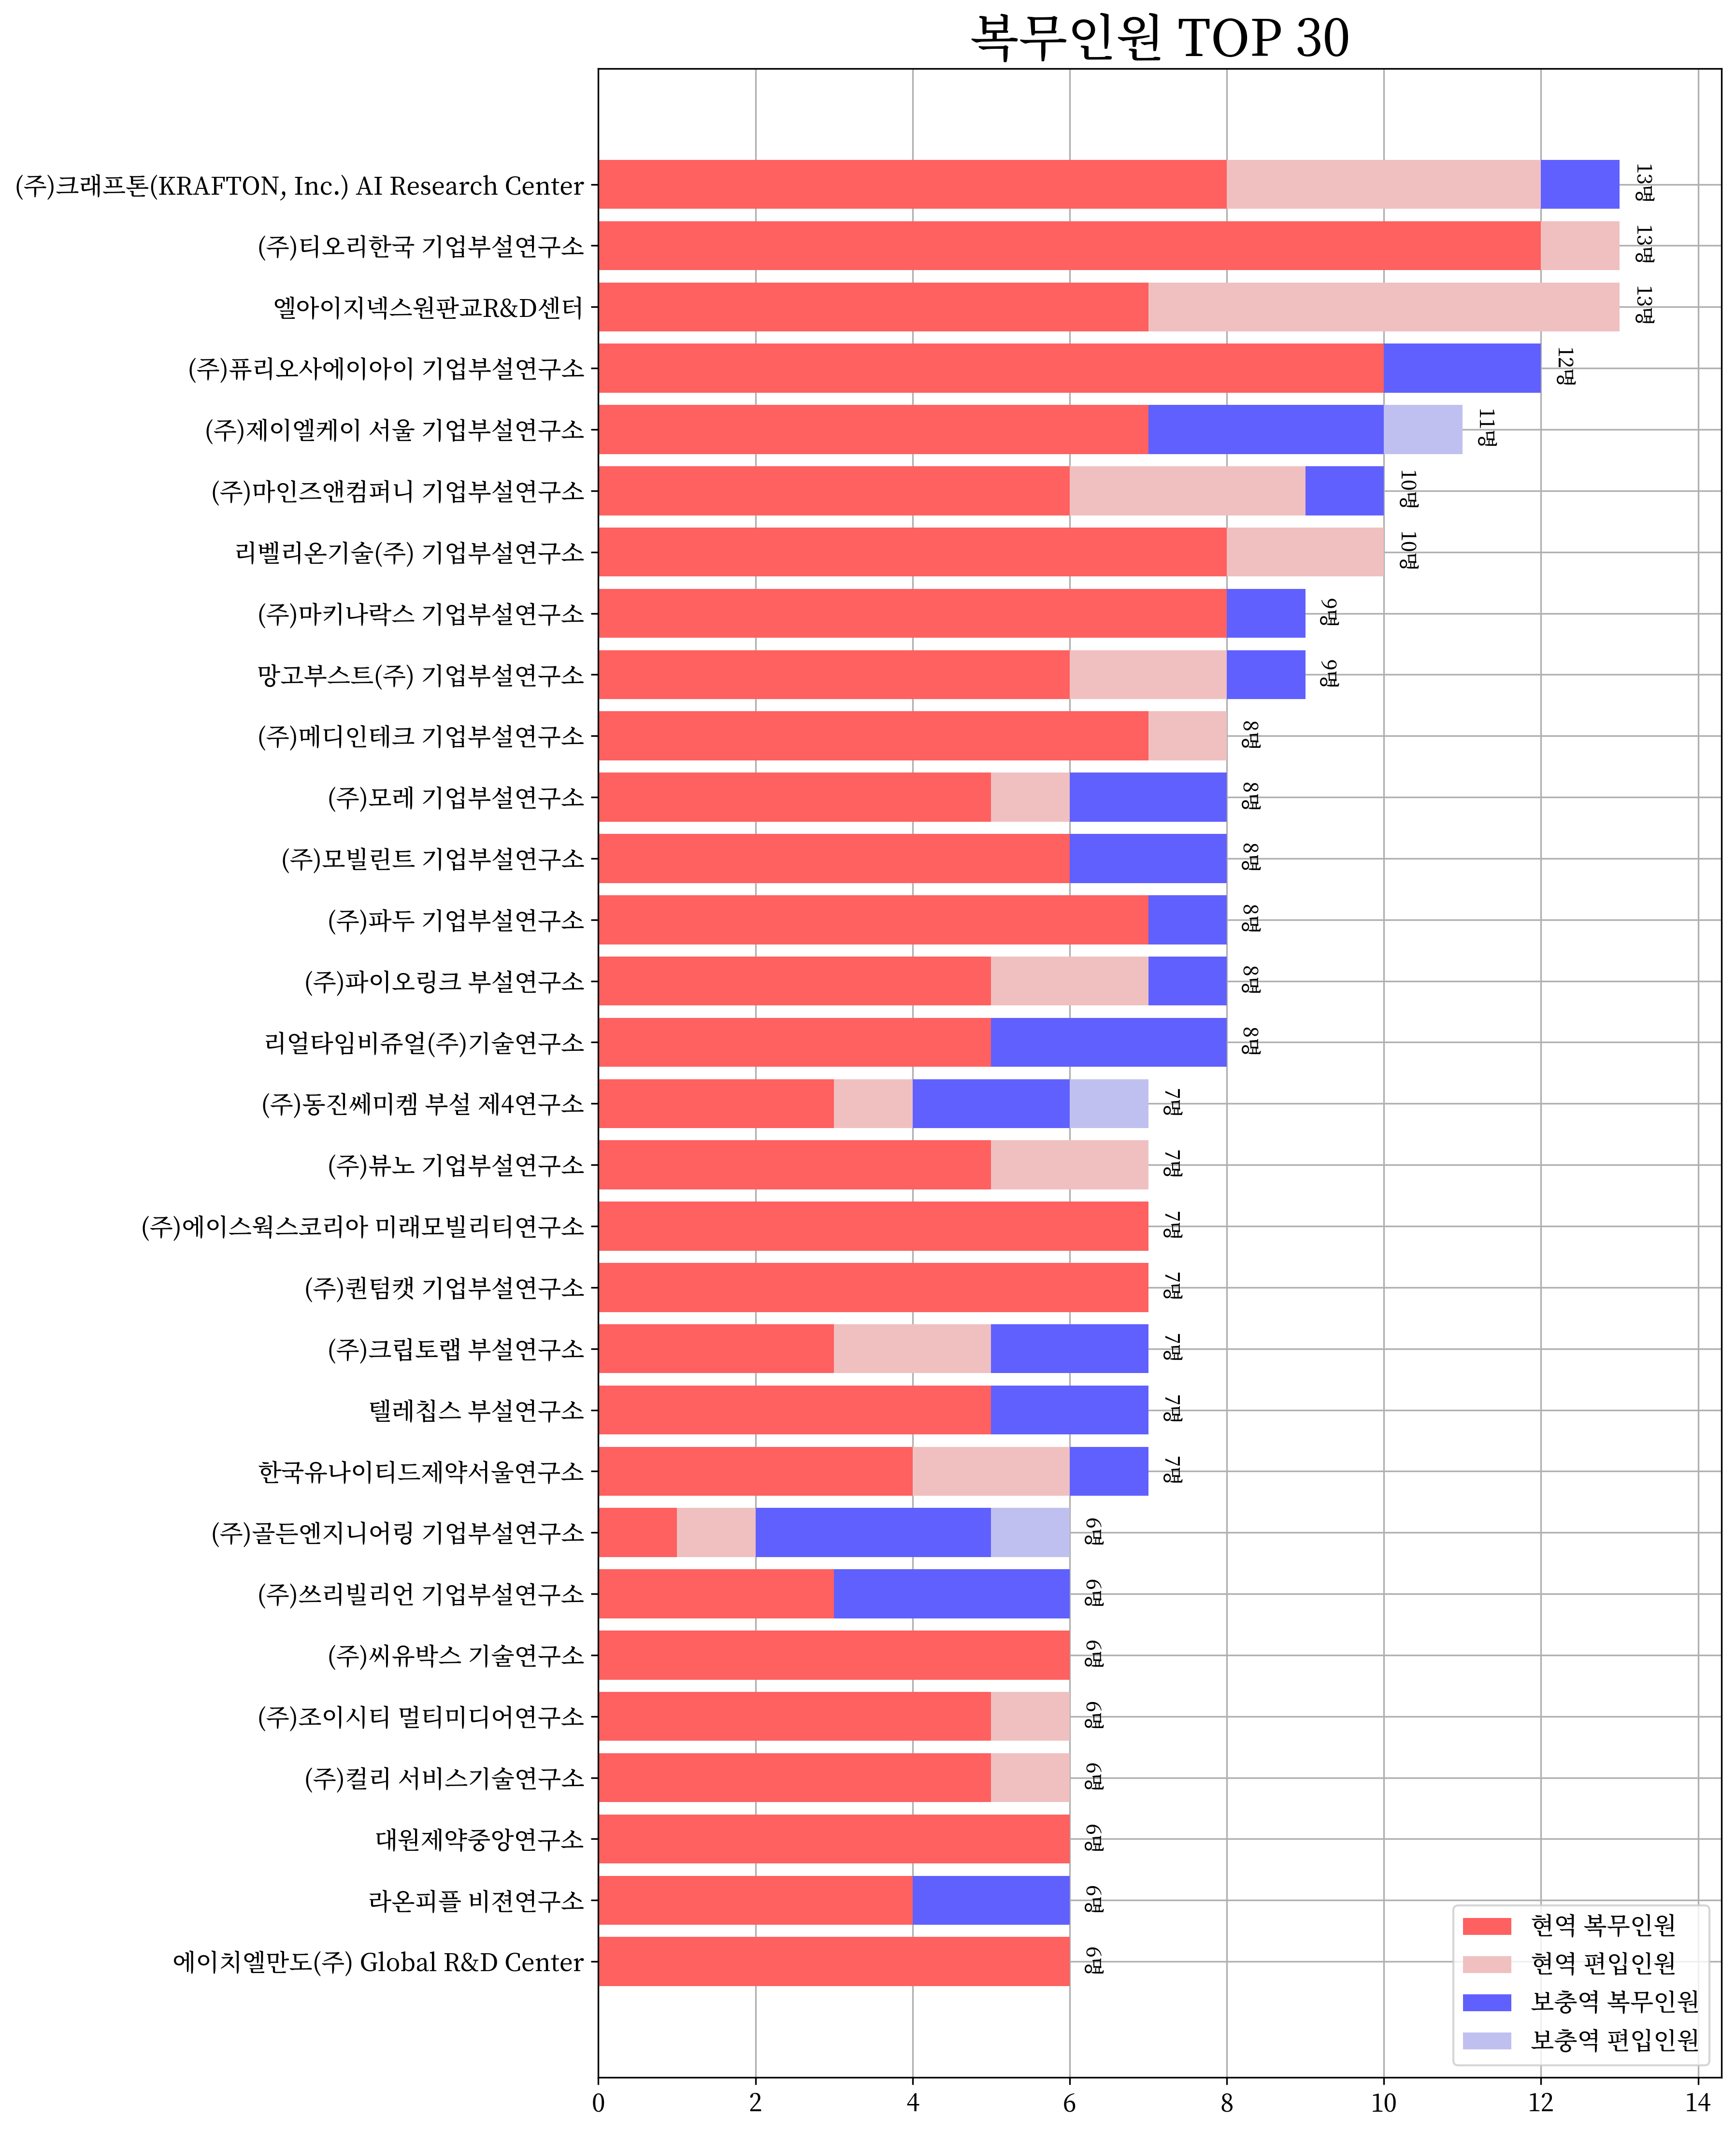 복무인원 TOP 30
(주)크래프톤(KRAFTON, Inc.) AI Research Center 13명
(주)티오리한국 기업부설연구소 13명
엘아이지넥스원판교R&D센터 13명
(주)퓨리오사에이아이 기업부설연구소 12명
(주)제이엘케이 서울 기업부설연구소 11명
(주)마인즈앤컴퍼니 기업부설연구소 10명
리벨리온기술(주) 기업부설연구소 10명
(주)마키나락스 기업부설연구소 9명
망고부스트(주) 기업부설연구소 9명
(주)메디인테크 기업부설연구소 8명
(주)모레 기업부설연구소 8명
(주)모빌린트 기업부설연구소 8명
(주)파두 기업부설연구소 8명
(주)파이오링크 부설연구소 8명
리얼타임비쥬얼(주)기술연구소 8명
(주)동진쎄미켐 부설 제4연구소 7명
(주)뷰노 기업부설연구소 7명
(주)에이스웍스코리아 미래모빌리티연구소 7명
(주)퀀텀캣 기업부설연구소 7명
(주)크립토랩 부설연구소 7명
텔레칩스 부설연구소 7명
한국유나이티드제약서울연구소 7명
(주)골든엔지니어링 기업부설연구소 6명
(주)쓰리빌리언 기업부설연구소 6명
(주)씨유박스 기술연구소 6명
(주)조이시티 멀티미디어연구소 6명
(주)컬리 서비스기술연구소 6명
대원제약중앙연구소 6명
라온피플 비젼연구소 6명
에이치엘만도(주) Global R&D Center 6명
현역 복무인원
현역 편입인원
보충역 복무인원
보충역 편입인원
0 2 4 6 8 10 12 14